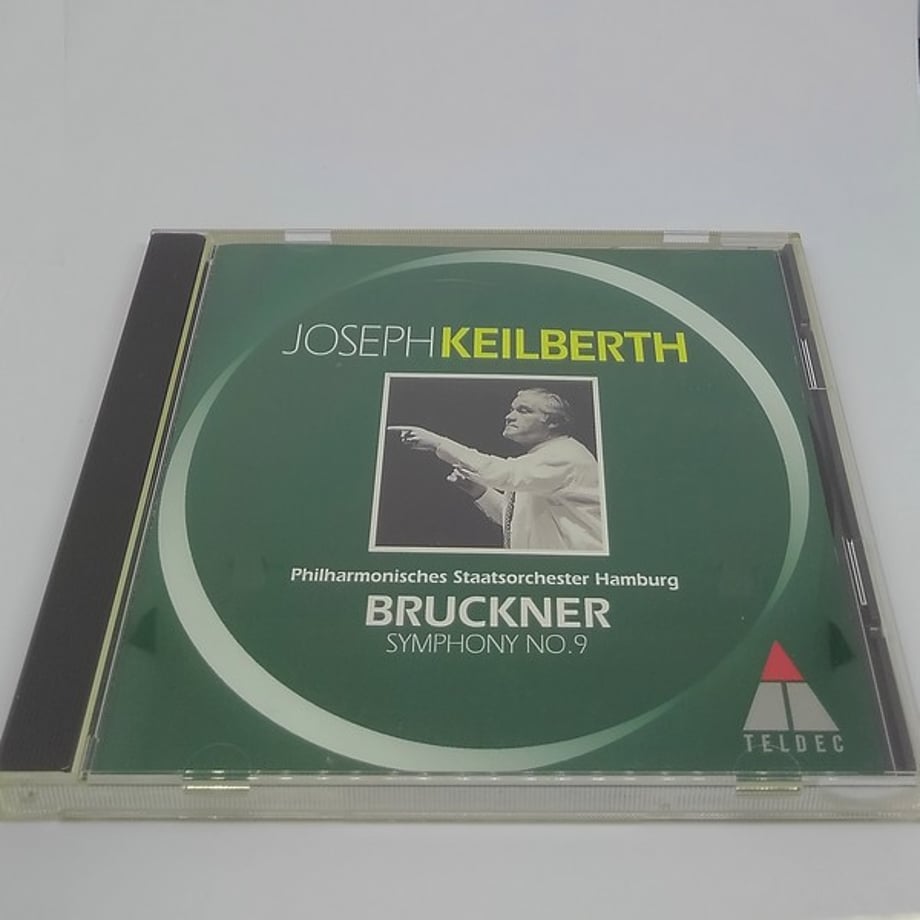 JOSEPH KEILBERTH
Philharmonisches Staatsorchester Hamburg
BRUCKNER
SYMPHONY NO.9
TELDEC